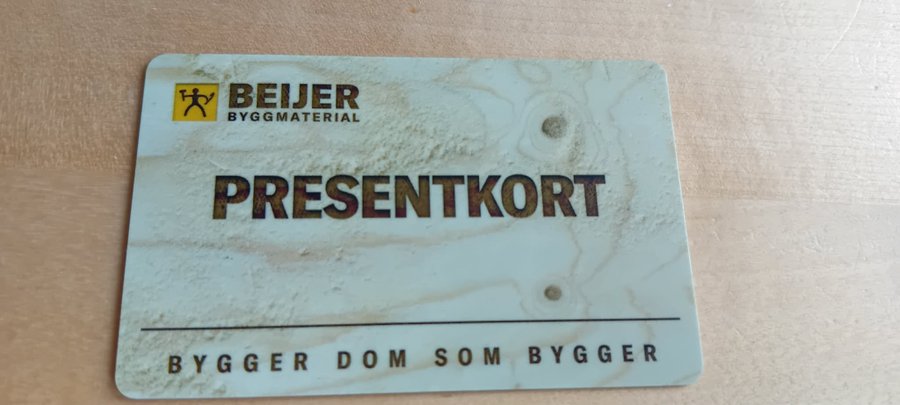 BEIJER
BYGGMATERIAL
PRESENTKORT
BYGGER DOM SOM BYGGER